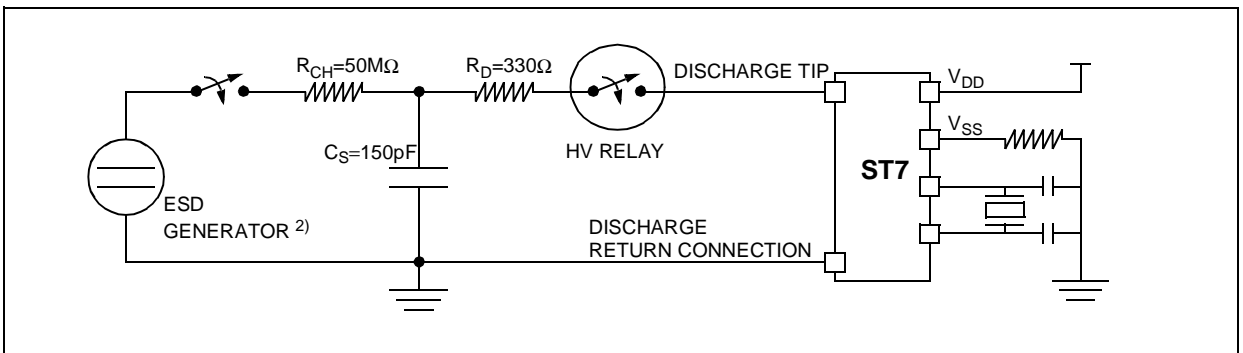 R_CH=50MΩ
R_D=330Ω
DISCHARGE TIP
V_DD
V_SS
C_S=150pF
HV RELAY
ST7
ESD
GENERATOR 2)
DISCHARGE
RETURN CONNECTION